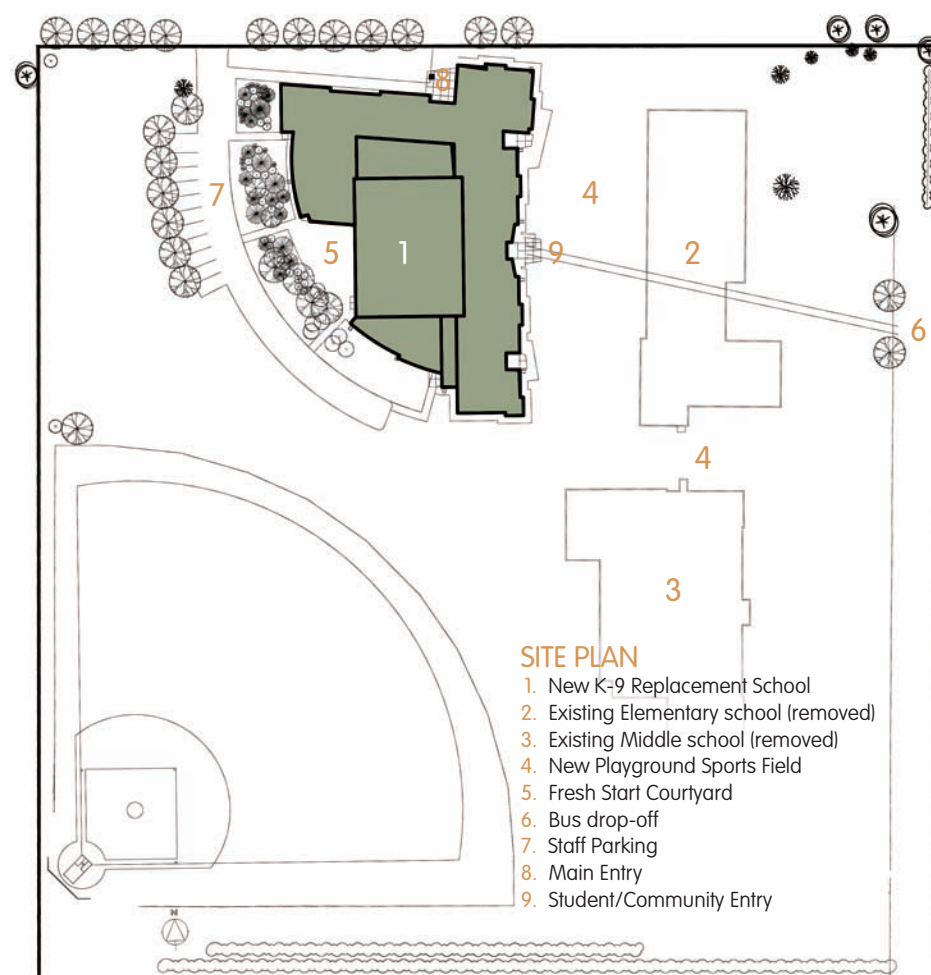 8
7
4
5
1
9
2
6
4
3
SITE PLAN
1. New K-9 Replacement School
2. Existing Elementary school (removed)
3. Existing Middle school (removed)
4. New Playground Sports Field
5. Fresh Start Courtyard
6. Bus drop-off
7. Staff Parking
8. Main Entry
9. Student/Community Entry
N